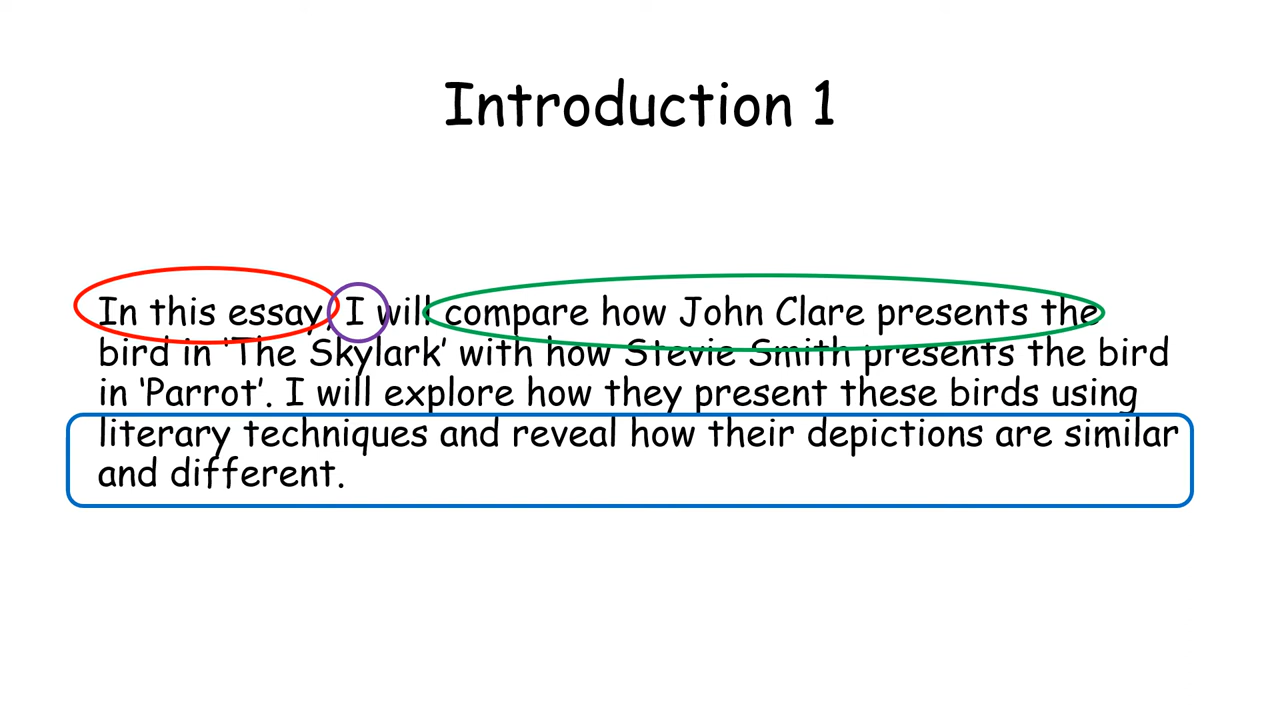 Introduction 1
In this essay, I will compare how John Clare presents the
bird in ‘The Skylark’ with how Stevie Smith presents the bird
in ‘Parrot’. I will explore how they present these birds using
literary techniques and reveal how their depictions are similar
and different.